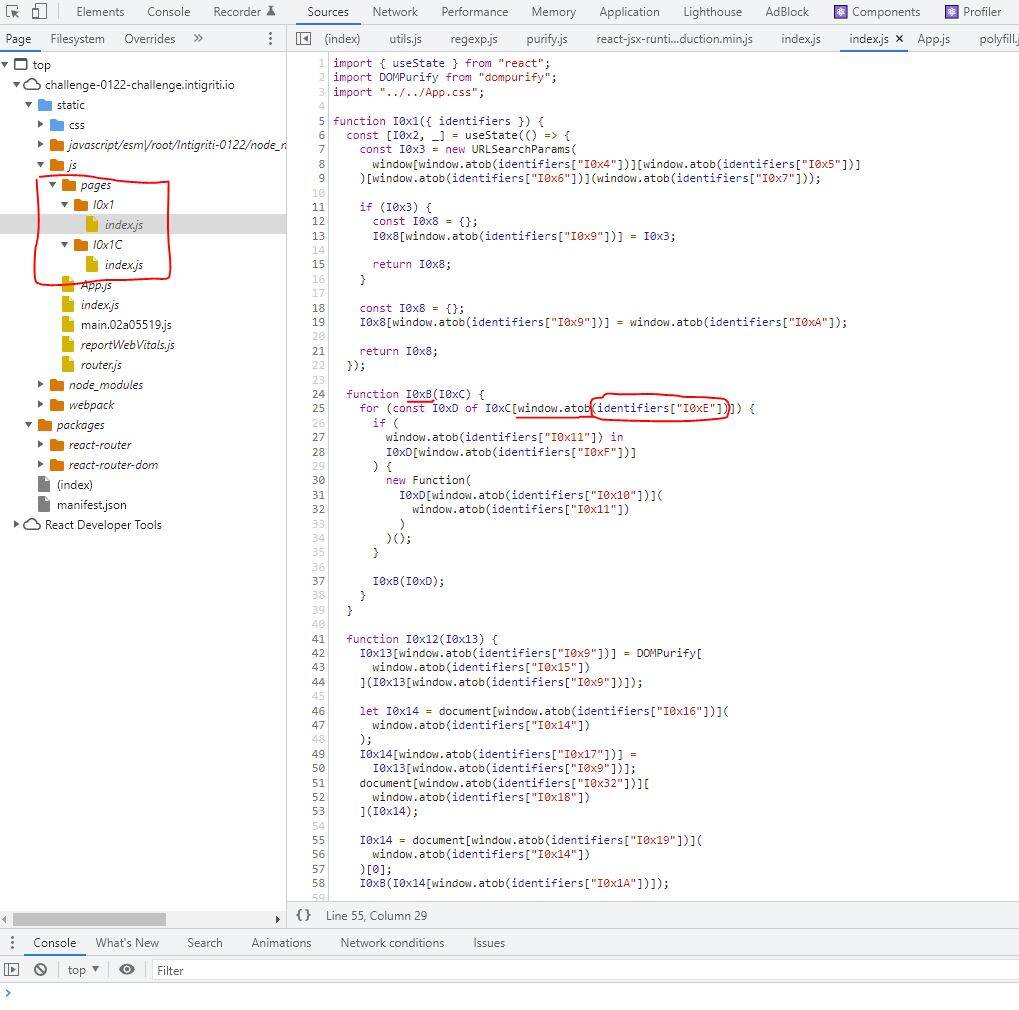 Elements Console Recorder Sources Network Performance Memory Application Lighthouse AdBlock Components Profiler
Page Filesystem Overrides »
(index) utils.js regexp.js purify.js react-jsx-runti...duction.min.js index.js index.js × App.js polyfill.j
top
challenge-0122-challenge.intigriti.io
static
css
javascript/esm|/root/Intigriti-0122/node_n
js
pages
I0x1
index.js
I0x1C
index.js
App.js
index.js
main.02a05519.js
reportWebVitals.js
router.js
node_modules
webpack
packages
react-router
react-router-dom
(index)
manifest.json
React Developer Tools
1 import { useState } from "react";
2 import DOMPurify from "dompurify";
3 import "../../App.css";
4
5 function I0x1({ identifiers }) {
6 const [I0x2, _] = useState(() => {
7 const I0x3 = new URLSearchParams(
8 window[window.atob(identifiers["I0x4"])][window.atob(identifiers["I0x5"])]
9 )[window.atob(identifiers["I0x6"])](window.atob(identifiers["I0x7"]));
10
11 if (I0x3) {
12 const I0x8 = {};
13 I0x8[window.atob(identifiers["I0x9"])] = I0x3;
14
15 return I0x8;
16 }
17
18 const I0x8 = {};
19 I0x8[window.atob(identifiers["I0x9"])] = window.atob(identifiers["I0xA"]);
20
21 return I0x8;
22 });
23
24 function I0xB(I0xC) {
25 for (const I0xD of I0xC[window.atob(identifiers["I0xE"])]) {
26 if (
27 window.atob(identifiers["I0x11"]) in
28 I0xD[window.atob(identifiers["I0xF"])]
29 ) {
30 new Function(
31 I0xD[window.atob(identifiers["I0x10"])](
32 window.atob(identifiers["I0x11"])
33 )
34 )();
35 }
36
37 I0xB(I0xD);
38 }
39 }
40
41 function I0x12(I0x13) {
42 I0x13[window.atob(identifiers["I0x9"])] = DOMPurify[
43 window.atob(identifiers["I0x15"])
44 ](I0x13[window.atob(identifiers["I0x9"])]);
45
46 let I0x14 = document[window.atob(identifiers["I0x16"])](
47 window.atob(identifiers["I0x14"])
48 );
49 I0x14[window.atob(identifiers["I0x17"])] =
50 I0x13[window.atob(identifiers["I0x9"])];
51 document[window.atob(identifiers["I0x32"])][
52 window.atob(identifiers["I0x18"])
53 ](I0x14);
54
55 I0x14 = document[window.atob(identifiers["I0x19"])](
56 window.atob(identifiers["I0x14"])
57 )[0];
58 I0xB(I0x14[window.atob(identifiers["I0x1A"])]);
59
{} Line 55, Column 29
Console What's New Search Animations Network conditions Issues
top ▼ Filter